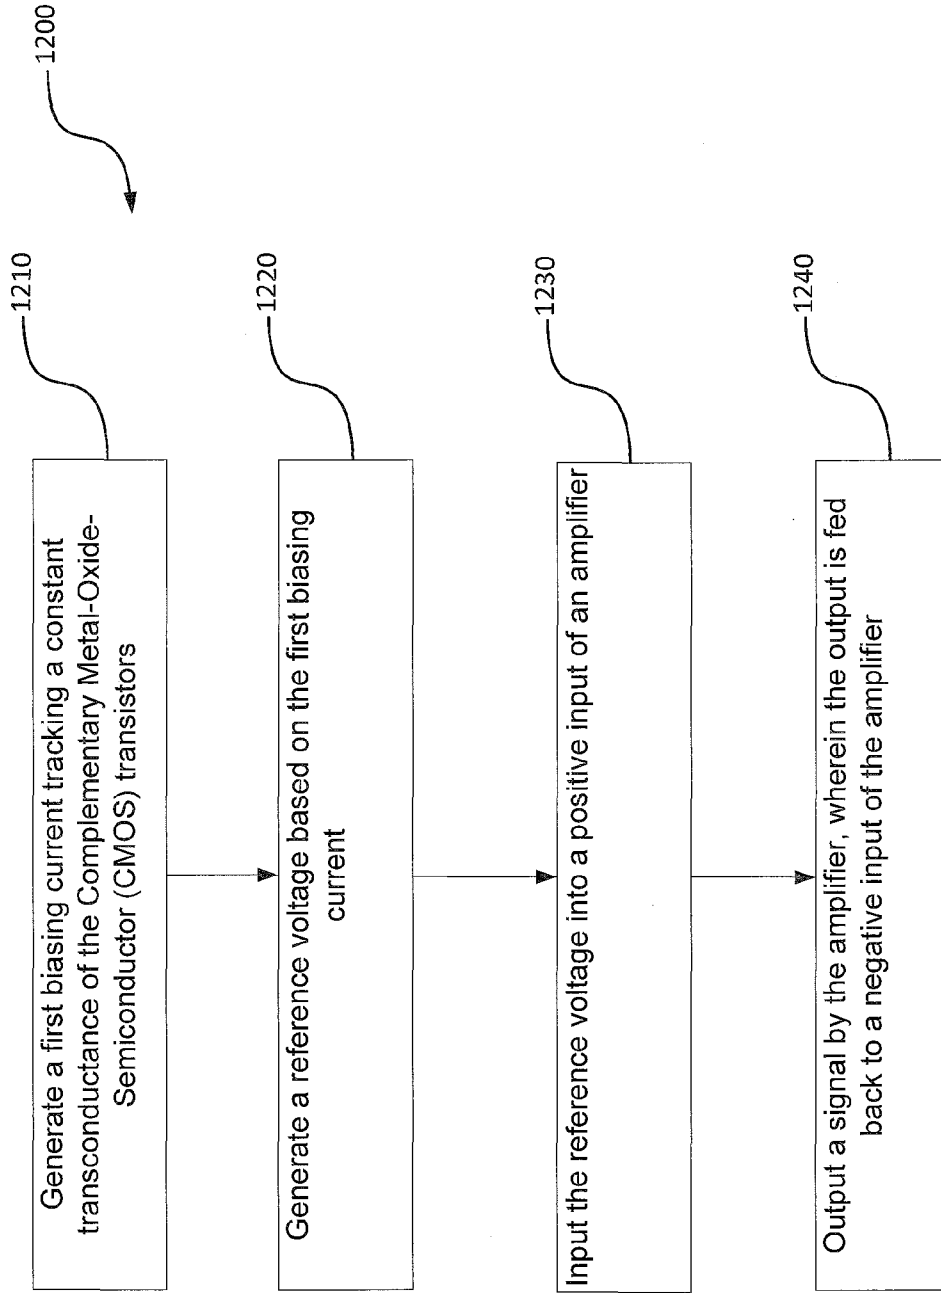 1200
1210
Generate a first biasing current tracking a constant
transconductance of the Complementary Metal-Oxide-
Semiconductor (CMOS) transistors
1220
Generate a reference voltage based on the first biasing
current
1230
Input the reference voltage into a positive input of an amplifier
1240
Output a signal by the amplifier, wherein the output is fed
back to a negative input of the amplifier